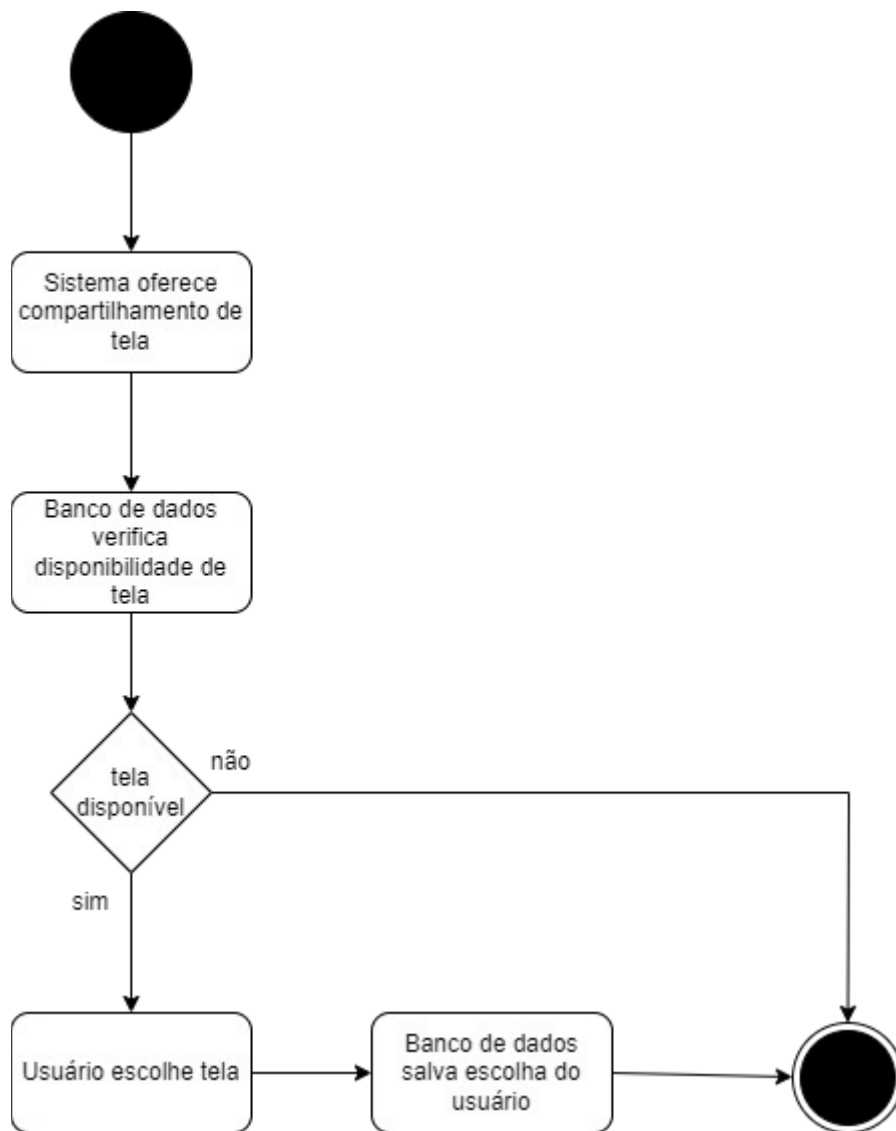 Sistema oferece
compartilhamento de
tela
Banco de dados
verifica
disponibilidade de
tela
não
tela
disponível
sim
Usuário escolhe tela
Banco de dados
salva escolha do
usuário